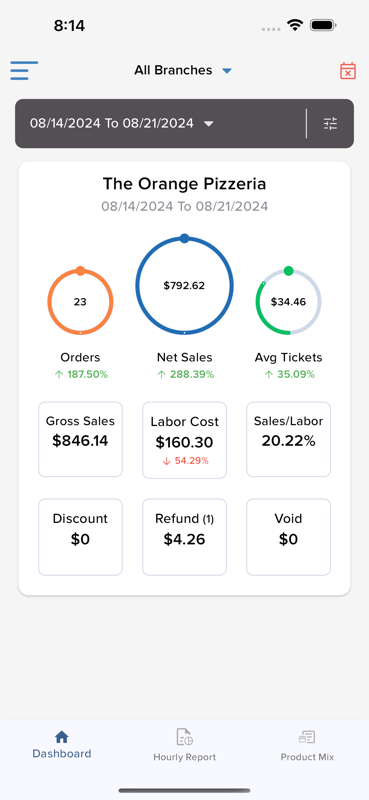 8:14
All Branches
08/14/2024 To 08/21/2024
The Orange Pizzeria
08/14/2024 To 08/21/2024
23
$792.62
$34.46
Orders
Net Sales
Avg Tickets
↑ 187.50%
↑ 288.39%
↑ 35.09%
Gross Sales
$846.14
Labor Cost
$160.30
↓ 54.29%
Sales/Labor
20.22%
Discount
$0
Refund (1)
$4.26
Void
$0
Dashboard
Hourly Report
Product Mix